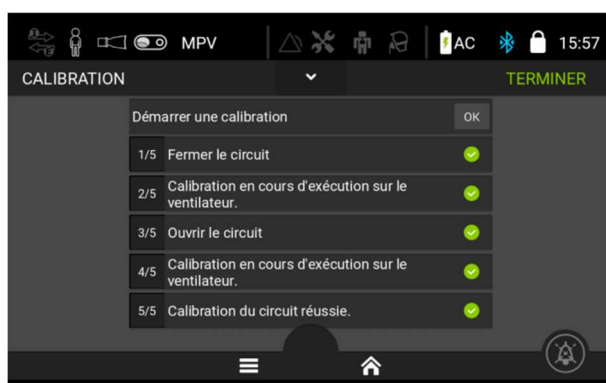 MPV
AC
15:57
CALIBRATION
TERMINER
Démarrer une calibration
OK
1/5 Fermer le circuit
2/5 Calibration en cours d'exécution sur le
ventilateur.
3/5 Ouvrir le circuit
4/5 Calibration en cours d'exécution sur le
ventilateur.
5/5 Calibration du circuit réussie.